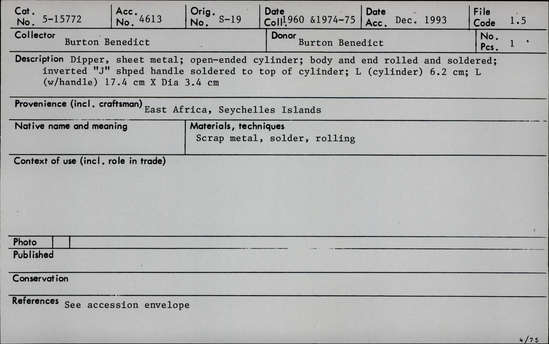 Cat. No. 5-15772 Acc. No. 4613 Orig. No. S-19 Date Coll. 1960 &1974-75 Date Acc. Dec. 1993 File Code 1.5
Collector Burton Benedict Donor Burton Benedict No. Pcs. 1
Description Dipper, sheet metal; open-ended cylinder; body and end rolled and soldered;
inverted "J" shped handle soldered to top of cylinder; L (cylinder) 6.2 cm; L
(w/handle) 17.4 cm X Dia 3.4 cm
Provenience (incl. craftsman) East Africa, Seychelles Islands
Native name and meaning Materials, techniques
Scrap metal, solder, rolling
Context of use (incl. role in trade)
Photo
Published
Conservation
References See accession envelope
4/75